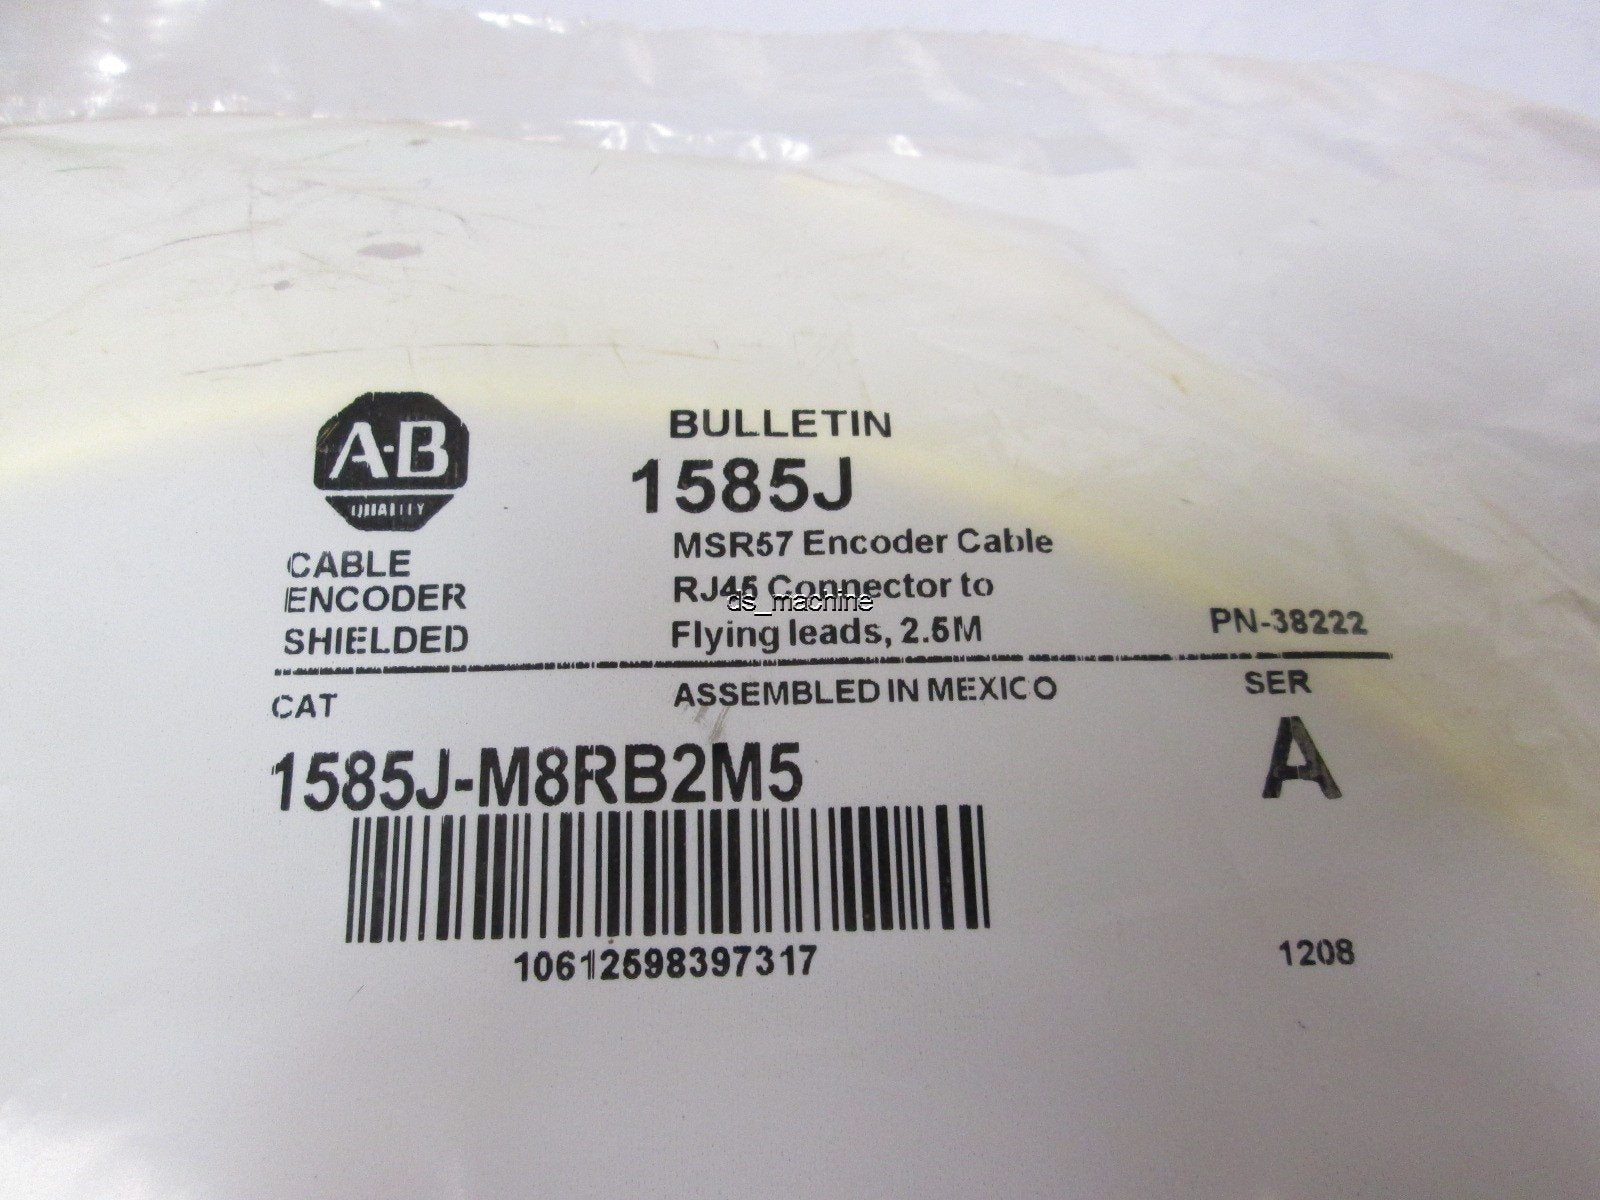 A-B
QUALITY
BULLETIN
1585J
CABLE
ENCODER
SHIELDED
MSR57 Encoder Cable
RJ45 Connector to
Flying leads, 2.5M
ds_machine
PN-38222
CAT
ASSEMBLED IN MEXICO
SER
1585J-M8RB2M5
A
10612598397317
1208